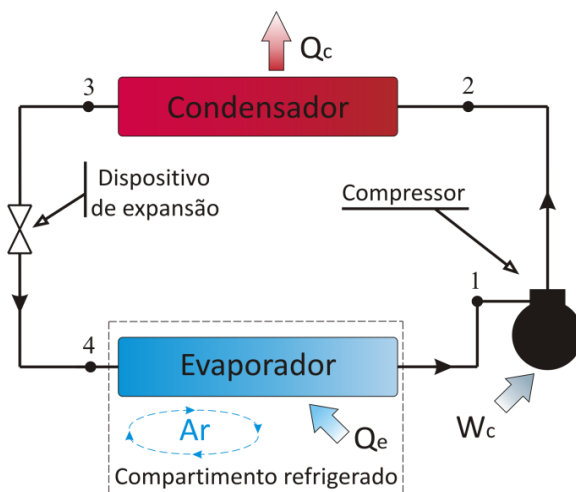 Qc
3
Condensador
2
Dispositivo
de expansão
Compressor
1
4
Evaporador
Ar
Qe
Wc
Compartimento refrigerado